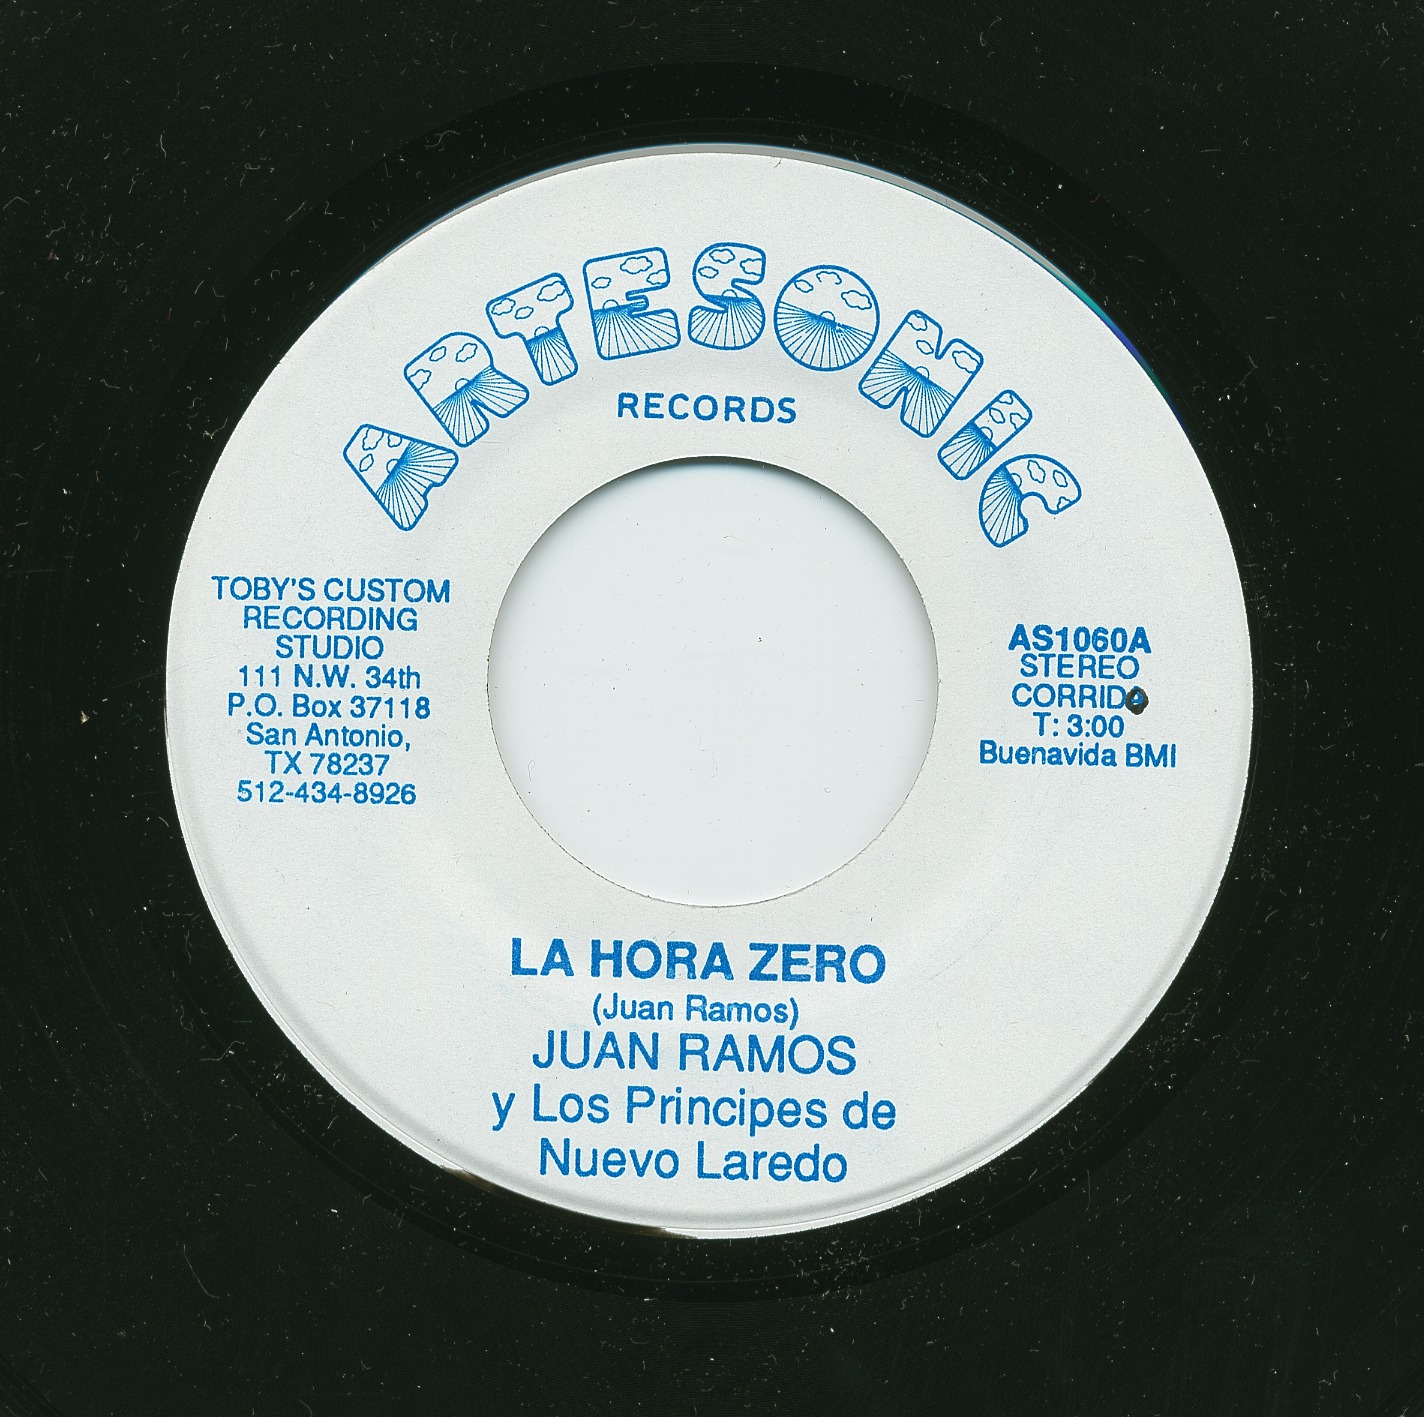 ARTESONIC
RECORDS
TOBY'S CUSTOM
RECORDING
STUDIO
111 N.W. 34th
P.O. Box 37118
San Antonio,
TX 78237
512-434-8926
AS1060A
STEREO
CORRIDO
T: 3:00
Buenavida BMI
LA HORA ZERO
(Juan Ramos)
JUAN RAMOS
y Los Principes de
Nuevo Laredo